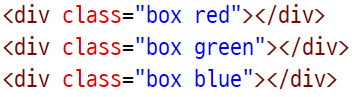 <div class="box red"></div>
<div class="box green"></div>
<div class="box blue"></div>